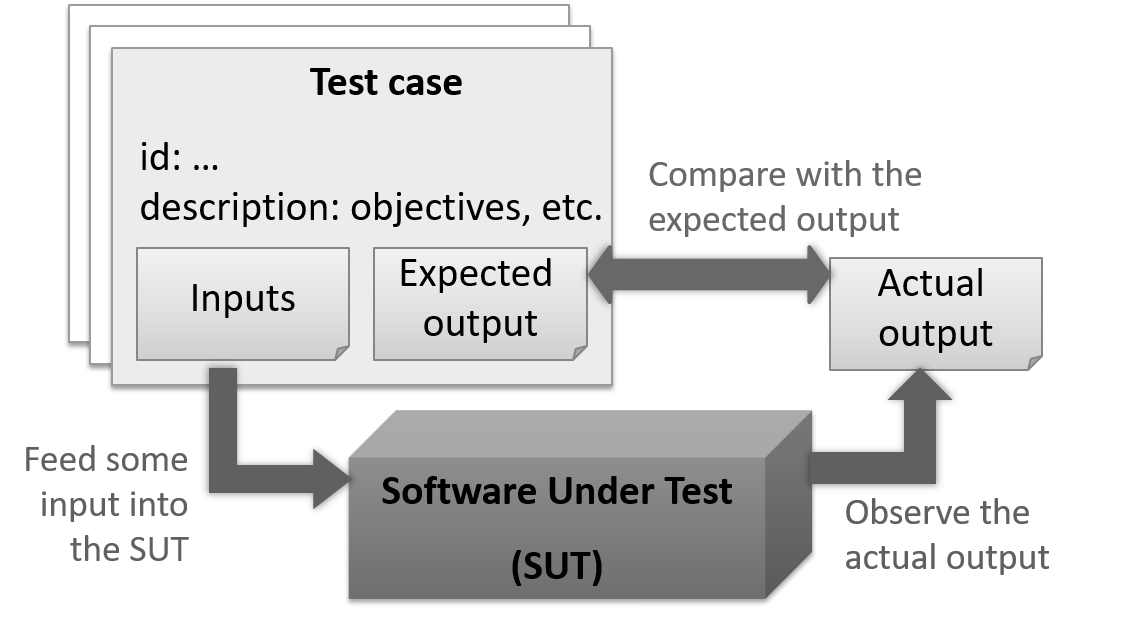 Test case
id: ...
description: objectives, etc.
Inputs
Expected
output
Compare with the
expected output
Actual
output
Feed some
input into
the SUT
Software Under Test
(SUT)
Observe the
actual output